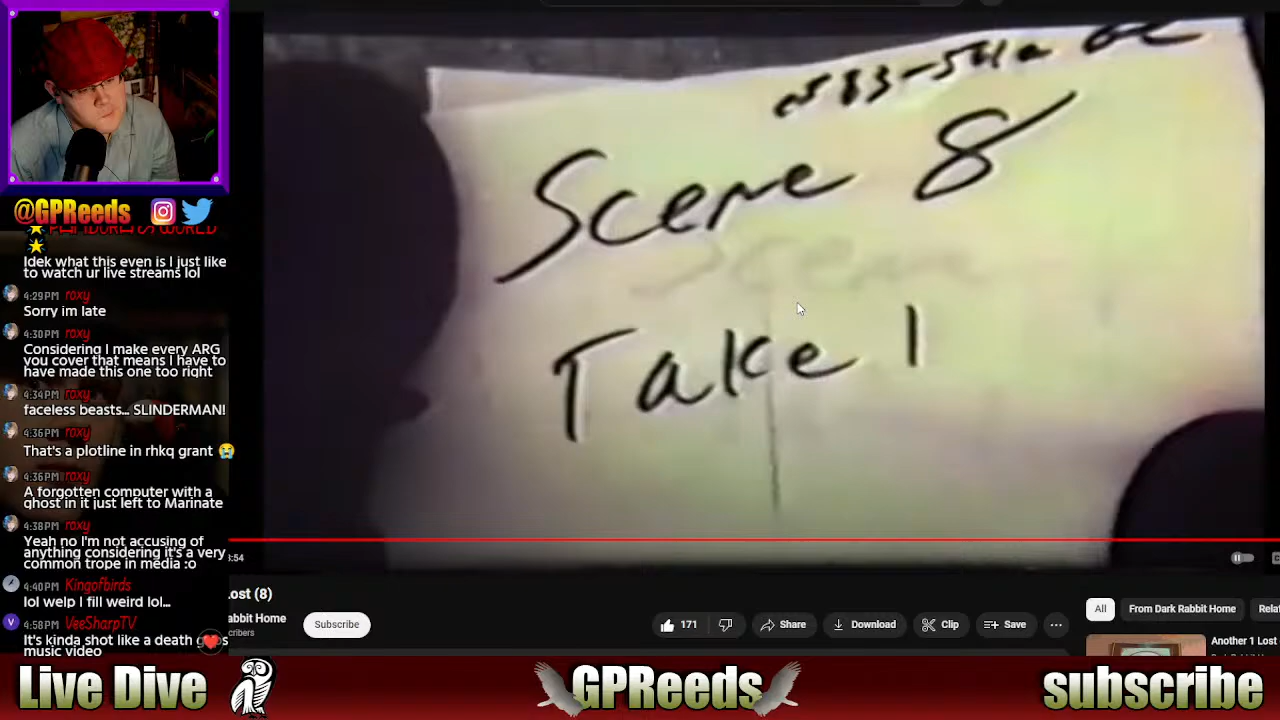 @GPReeds
Idek what this even is I just like
to watch ur live streams lol
4:29PM roxy
Sorry im late
4:30PM roxy
Considering I make every ARG
you cover that means I have to
have made this one too right
4:34PM roxy
faceless beasts... SLINDERMAN!
4:36PM roxy
That's a plotline in rhkq grant 😭
4:36PM roxy
A forgotten computer with a
ghost in it just left to Marinate
4:38PM roxy
Yeah no I'm not accusing of
anything considering it's a very
common trope in media :o
4:40PM Kingofbirds
lol welp I fill weird lol...
4:58PM VeeSharpTV
It's kinda shot like a death
music video
Scene 8
Scene
Take 1
:54
Lost (8)
abbit Home
cribers
Subscribe
171
Share
Download
Clip
Save
All
From Dark Rabbit Home
Rela
Another 1 Lost
Live Dive
GPReeds
subscribe